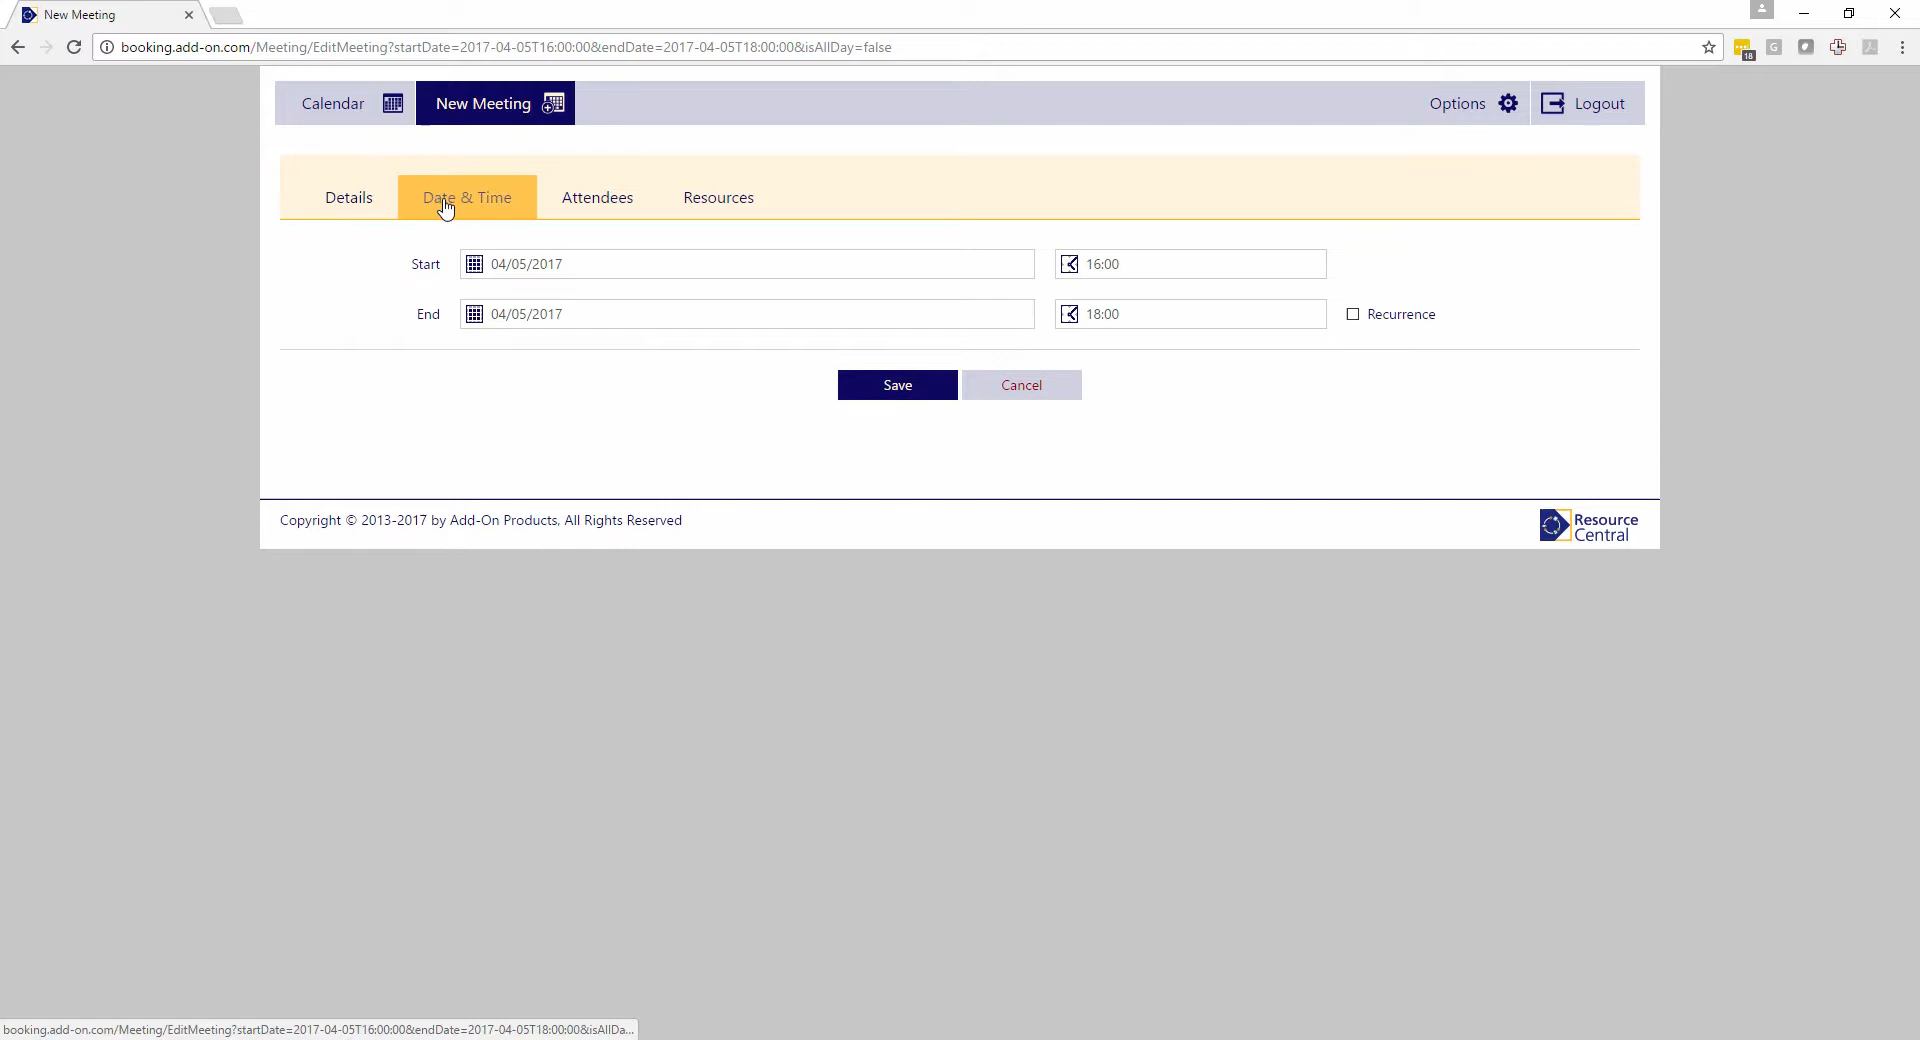 New Meeting
booking.add-on.com/Meeting/EditMeeting?startDate=2017-04-05T16:00:00&endDate=2017-04-05T18:00:00&isAllDay=false
18
Calendar New Meeting Options Logout
Details Date & Time Attendees Resources
Start 04/05/2017 16:00
End 04/05/2017 18:00 Recurrence
Save Cancel
Copyright © 2013-2017 by Add-On Products, All Rights Reserved
Resource
Central
booking.add-on.com/Meeting/EditMeeting?startDate=2017-04-05T16:00:00&endDate=2017-04-05T18:00:00&isAllDa...